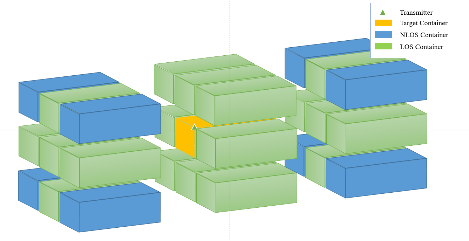 Transmitter
Target Container
NLOS Container
LOS Container